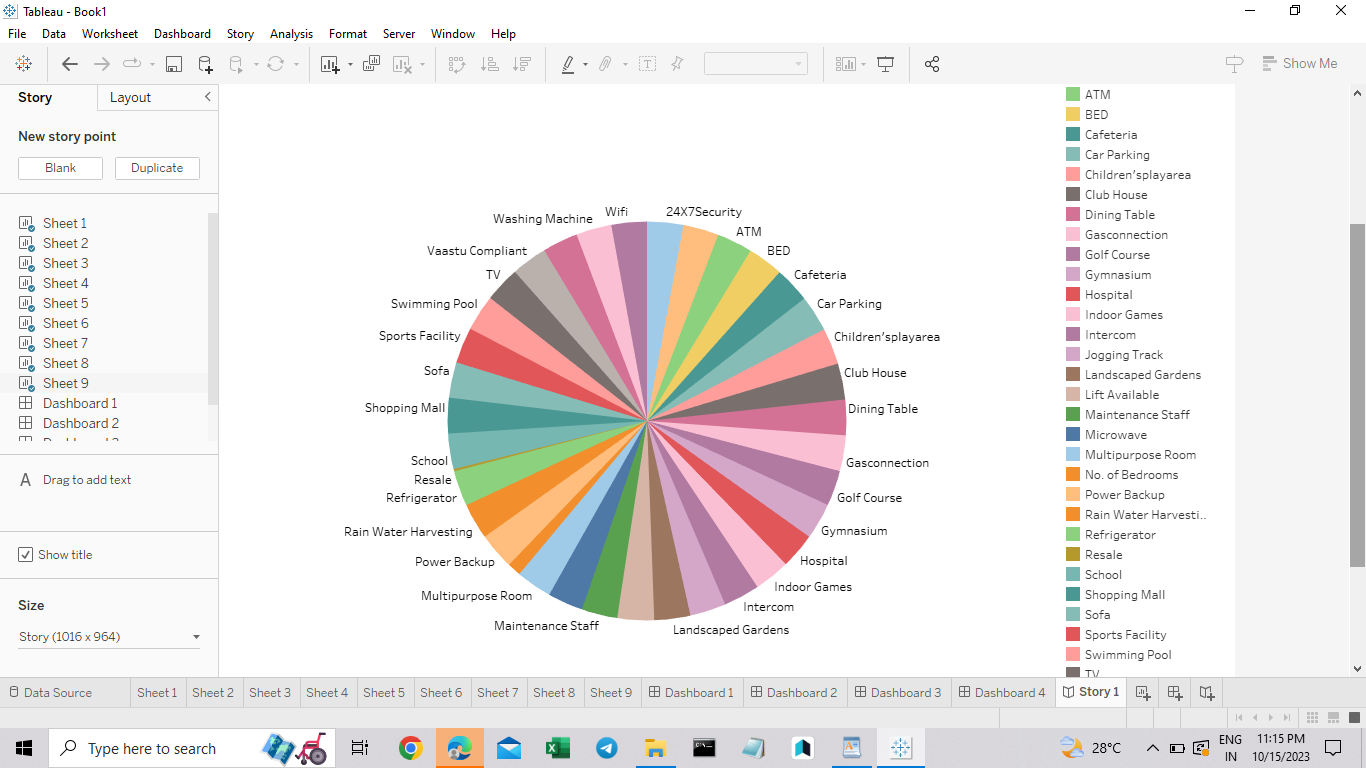 Tableau - Book1
File Data Worksheet Dashboard Story Analysis Format Server Window Help
Show Me
Story
Layout
New story point
Blank
Duplicate
Sheet 1
Sheet 2
Sheet 3
Sheet 4
Sheet 5
Sheet 6
Sheet 7
Sheet 8
Sheet 9
Dashboard 1
Dashboard 2
A Drag to add text
Show title
Size
Story (1016 x 964)
Wifi
24X7Security
Washing Machine
ATM
Vaastu Compliant
BED
TV
Cafeteria
Swimming Pool
Car Parking
Sports Facility
Children'splayarea
Sofa
Club House
Shopping Mall
Dining Table
School
Gasconnection
Resale
Refrigerator
Golf Course
Rain Water Harvesting
Gymnasium
Power Backup
Hospital
Multipurpose Room
Indoor Games
Intercom
Maintenance Staff
Landscaped Gardens
ATM
BED
Cafeteria
Car Parking
Children'splayarea
Club House
Dining Table
Gasconnection
Golf Course
Gymnasium
Hospital
Indoor Games
Intercom
Jogging Track
Landscaped Gardens
Lift Available
Maintenance Staff
Microwave
Multipurpose Room
No. of Bedrooms
Power Backup
Rain Water Harvesti..
Refrigerator
Resale
School
Shopping Mall
Sofa
Sports Facility
Swimming Pool
TV
Data Source Sheet 1 Sheet 2 Sheet 3 Sheet 4 Sheet 5 Sheet 6 Sheet 7 Sheet 8 Sheet 9 Dashboard 1 Dashboard 2 Dashboard 3 Dashboard 4 Story 1
Type here to search
28°C
ENG
IN
11:15 PM
10/15/2023